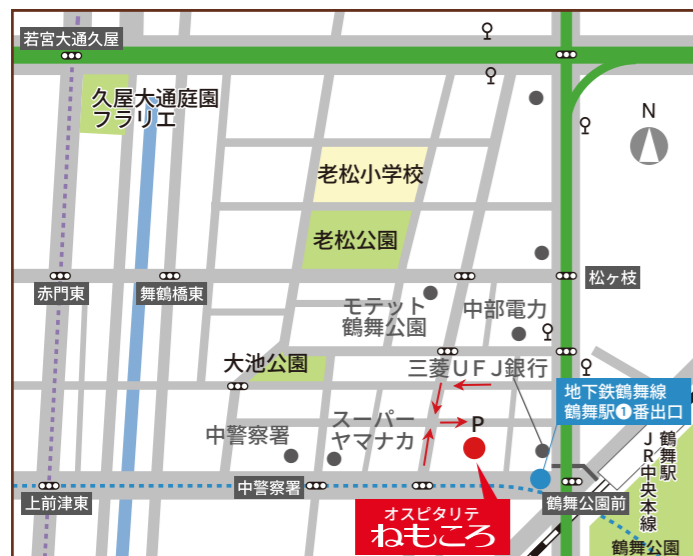 若宮大通久屋
久屋大通庭園
フラリエ
N
老松小学校
老松公園
赤門東
舞鶴橋東
松ヶ枝
モテット
鶴舞公園
中部電力
大池公園
三菱UFJ銀行
地下鉄鶴舞線
鶴舞駅❶番出口
スーパー
ヤマナカ
P
中警察署
鶴舞駅
JR中央本線
上前津東
中警察署
鶴舞公園前
オスピタリテ
ねもころ
鶴舞公園